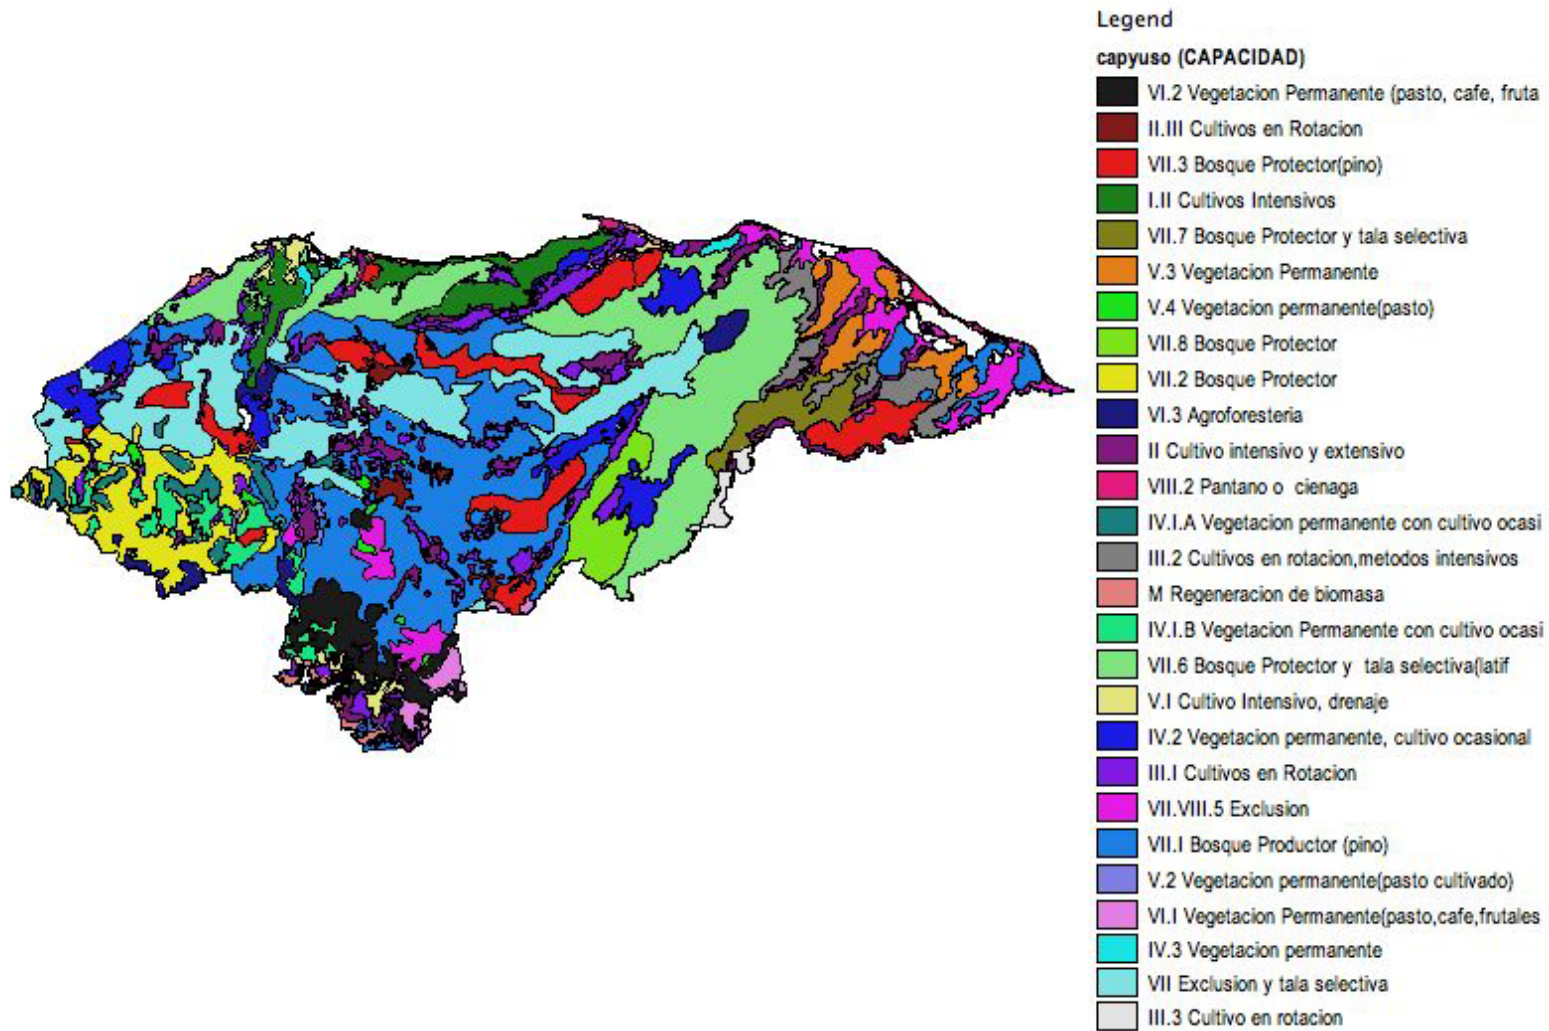 Legend
capyuso (CAPACIDAD)
VI.2 Vegetacion Permanente (pasto, cafe, fruta
II.III Cultivos en Rotacion
VII.3 Bosque Protector(pino)
I.II Cultivos Intensivos
VII.7 Bosque Protector y tala selectiva
V.3 Vegetacion Permanente
V.4 Vegetacion permanente(pasto)
VII.8 Bosque Protector
VII.2 Bosque Protector
VI.3 Agroforesteria
II Cultivo intensivo y extensivo
VIII.2 Pantano o cienaga
IV.I.A Vegetacion permanente con cultivo ocasi
III.2 Cultivos en rotacion,metodos intensivos
M Regeneracion de biomasa
IV.I.B Vegetacion Permanente con cultivo ocasi
VII.6 Bosque Protector y tala selectiva(latif
V.I Cultivo Intensivo, drenaje
IV.2 Vegetacion permanente, cultivo ocasional
III.I Cultivos en Rotacion
VII.VIII.5 Exclusion
VII.I Bosque Productor (pino)
V.2 Vegetacion permanente(pasto cultivado)
VI.I Vegetacion Permanente(pasto,cafe,frutales
IV.3 Vegetacion permanente
VII Exclusion y tala selectiva
III.3 Cultivo en rotacion